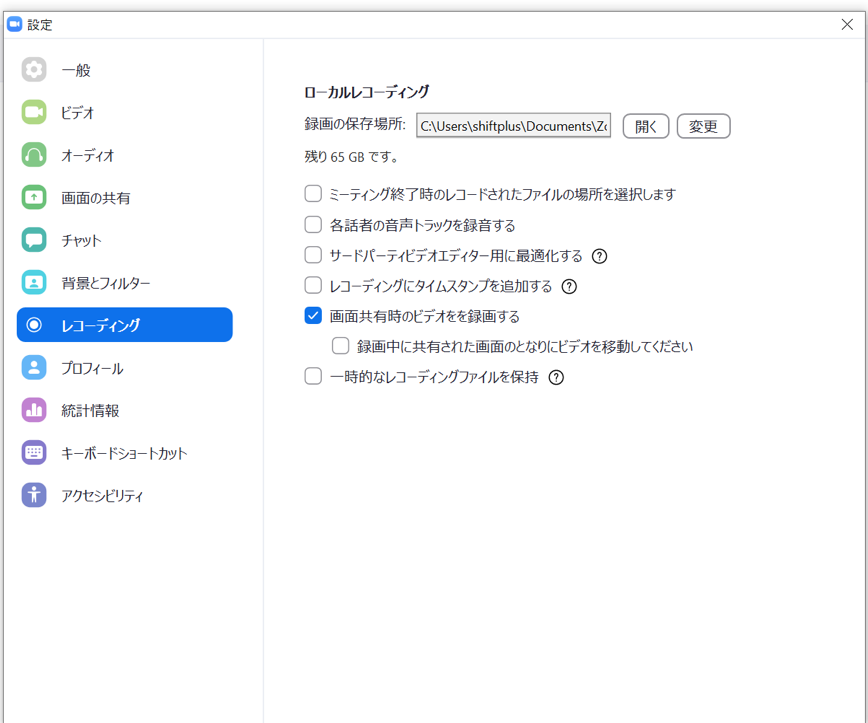 設定
一般
ビデオ
オーディオ
画面の共有
チャット
背景とフィルター
レコーディング
プロフィール
統計情報
キーボードショートカット
アクセシビリティ
ローカルレコーディング
録画の保存場所: C:\Users\shiftplus\Documents\Zo 開く 変更
残り 65 GB です。
ミーティング終了時のレコードされたファイルの場所を選択します
各話者の音声トラックを録音する
サードパーティビデオエディター用に最適化する ?
レコーディングにタイムスタンプを追加する ?
画面共有時のビデオをを録画する
録画中に共有された画面のとなりにビデオを移動してください
一時的なレコーディングファイルを保持 ?